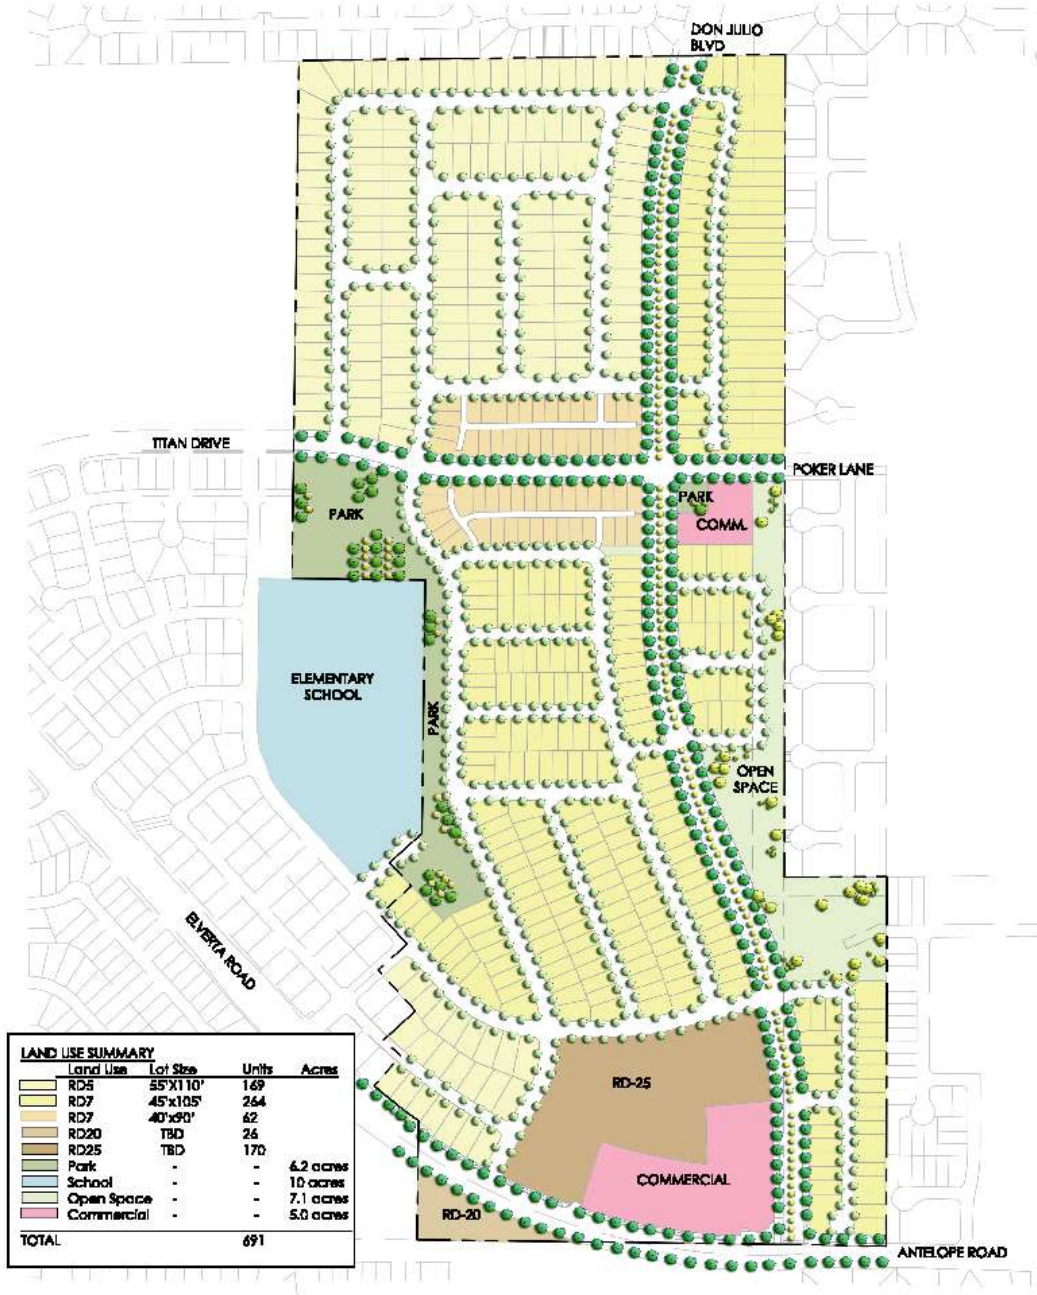 DON JULIO
BLVD
TITAN DRIVE
POKER LANE
PARK
PARK
COMM.
ELEMENTARY
SCHOOL
PARK
OPEN
SPACE
ELVERTA ROAD
RD-25
COMMERCIAL
RD-20
ANTELOPE ROAD
LAND USE SUMMARY
Land Use Lot Size Units Acres
RD5 55'X110' 169
RD7 45'x105' 264
RD7 40'x90' 62
RD20 TBD 26
RD25 TBD 170
Park - - 6.2 acres
School - - 10 acres
Open Space - - 7.1 acres
Commercial - - 5.0 acres
TOTAL 691